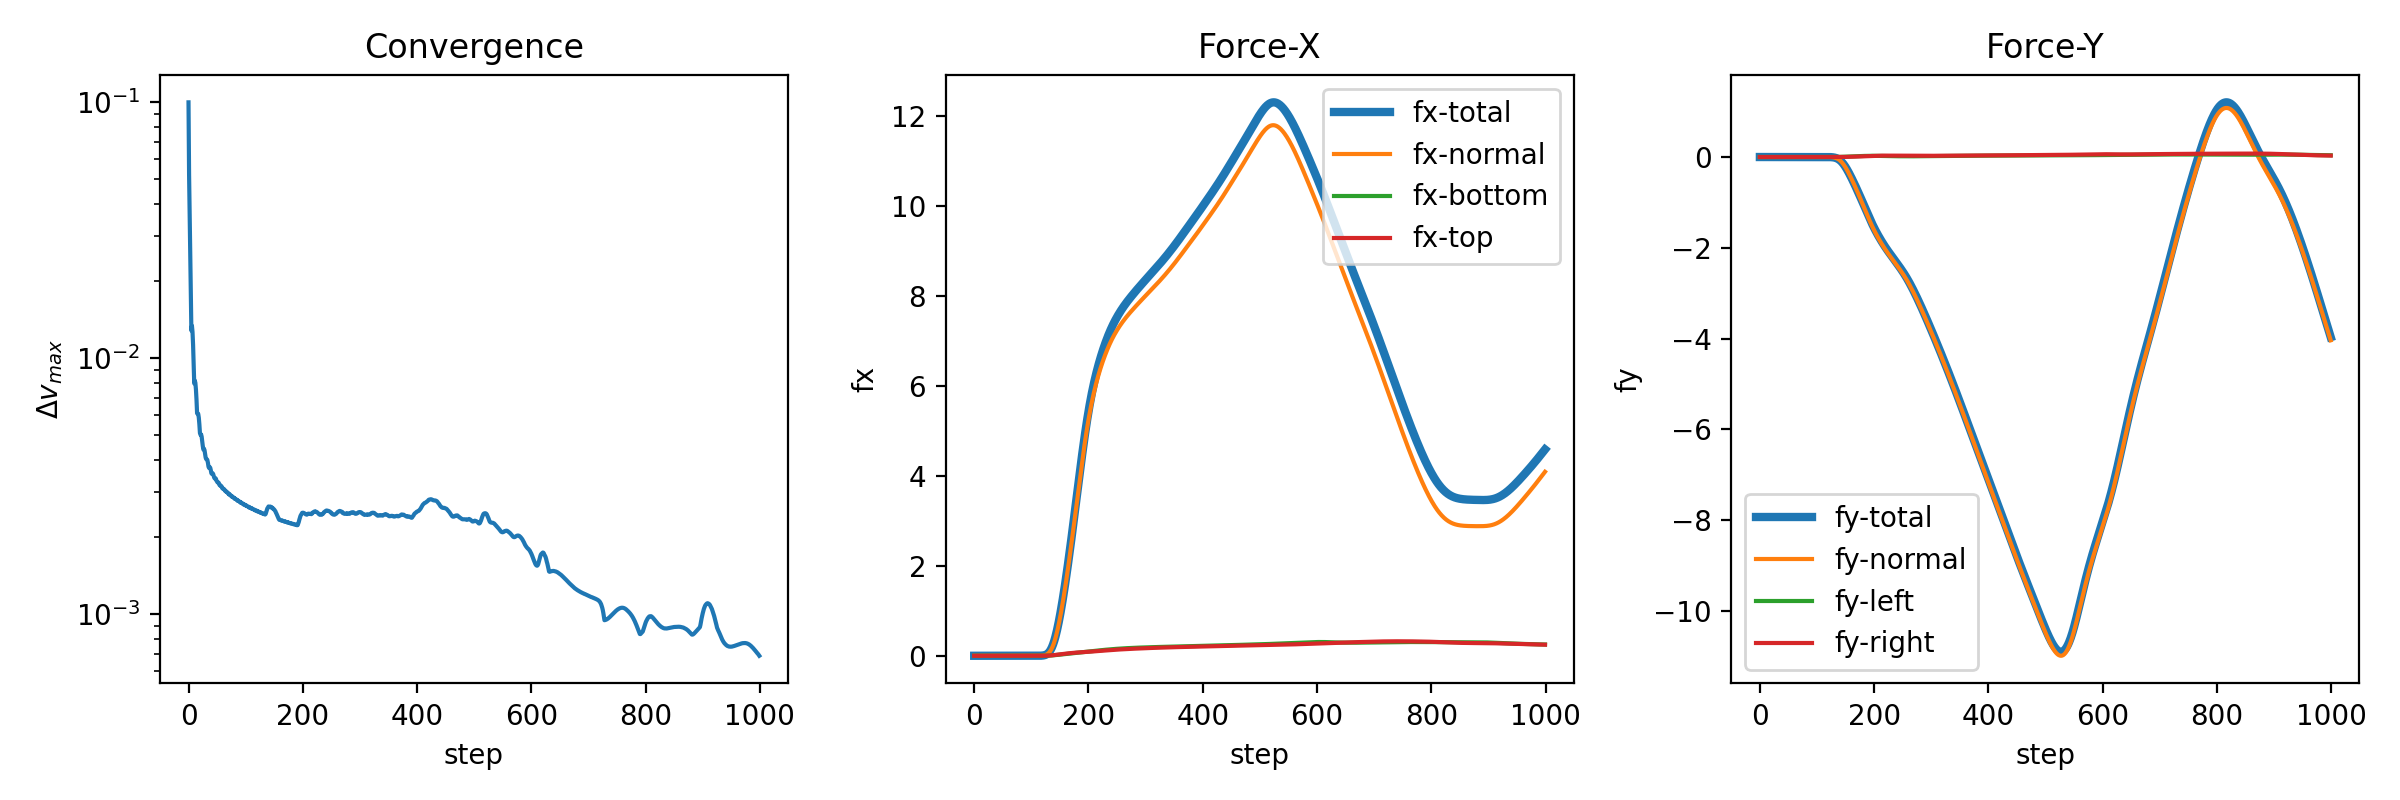 Convergence
10⁻¹
10⁻²
10⁻³
Δvₘₐₓ
0 200 400 600 800 1000
step
Force-X
12
10
8
6
4
2
0
fx
fx-total
fx-normal
fx-bottom
fx-top
0 200 400 600 800 1000
step
Force-Y
0
−2
−4
−6
−8
−10
fy
fy-total
fy-normal
fy-left
fy-right
0 200 400 600 800 1000
step